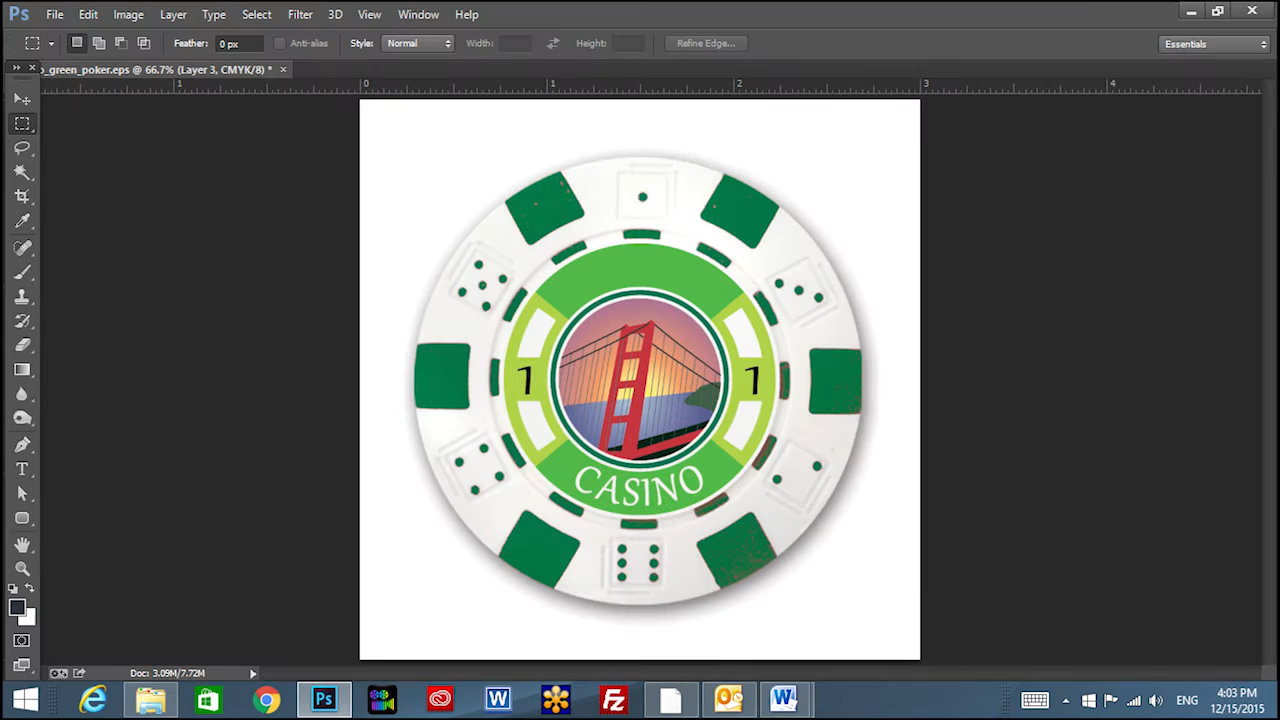 Ps File Edit Image Layer Type Select Filter 3D View Window Help
Feather: 0 px Anti-alias Style: Normal Width: Height: Refine Edge... Essentials
_green_poker.eps @ 66.7% (Layer 3, CMYK/8) *
1 0 1 2 3 4
1 1
CASINO
Doc: 3.09M/7.72M
ENG
4:03 PM
12/15/2015